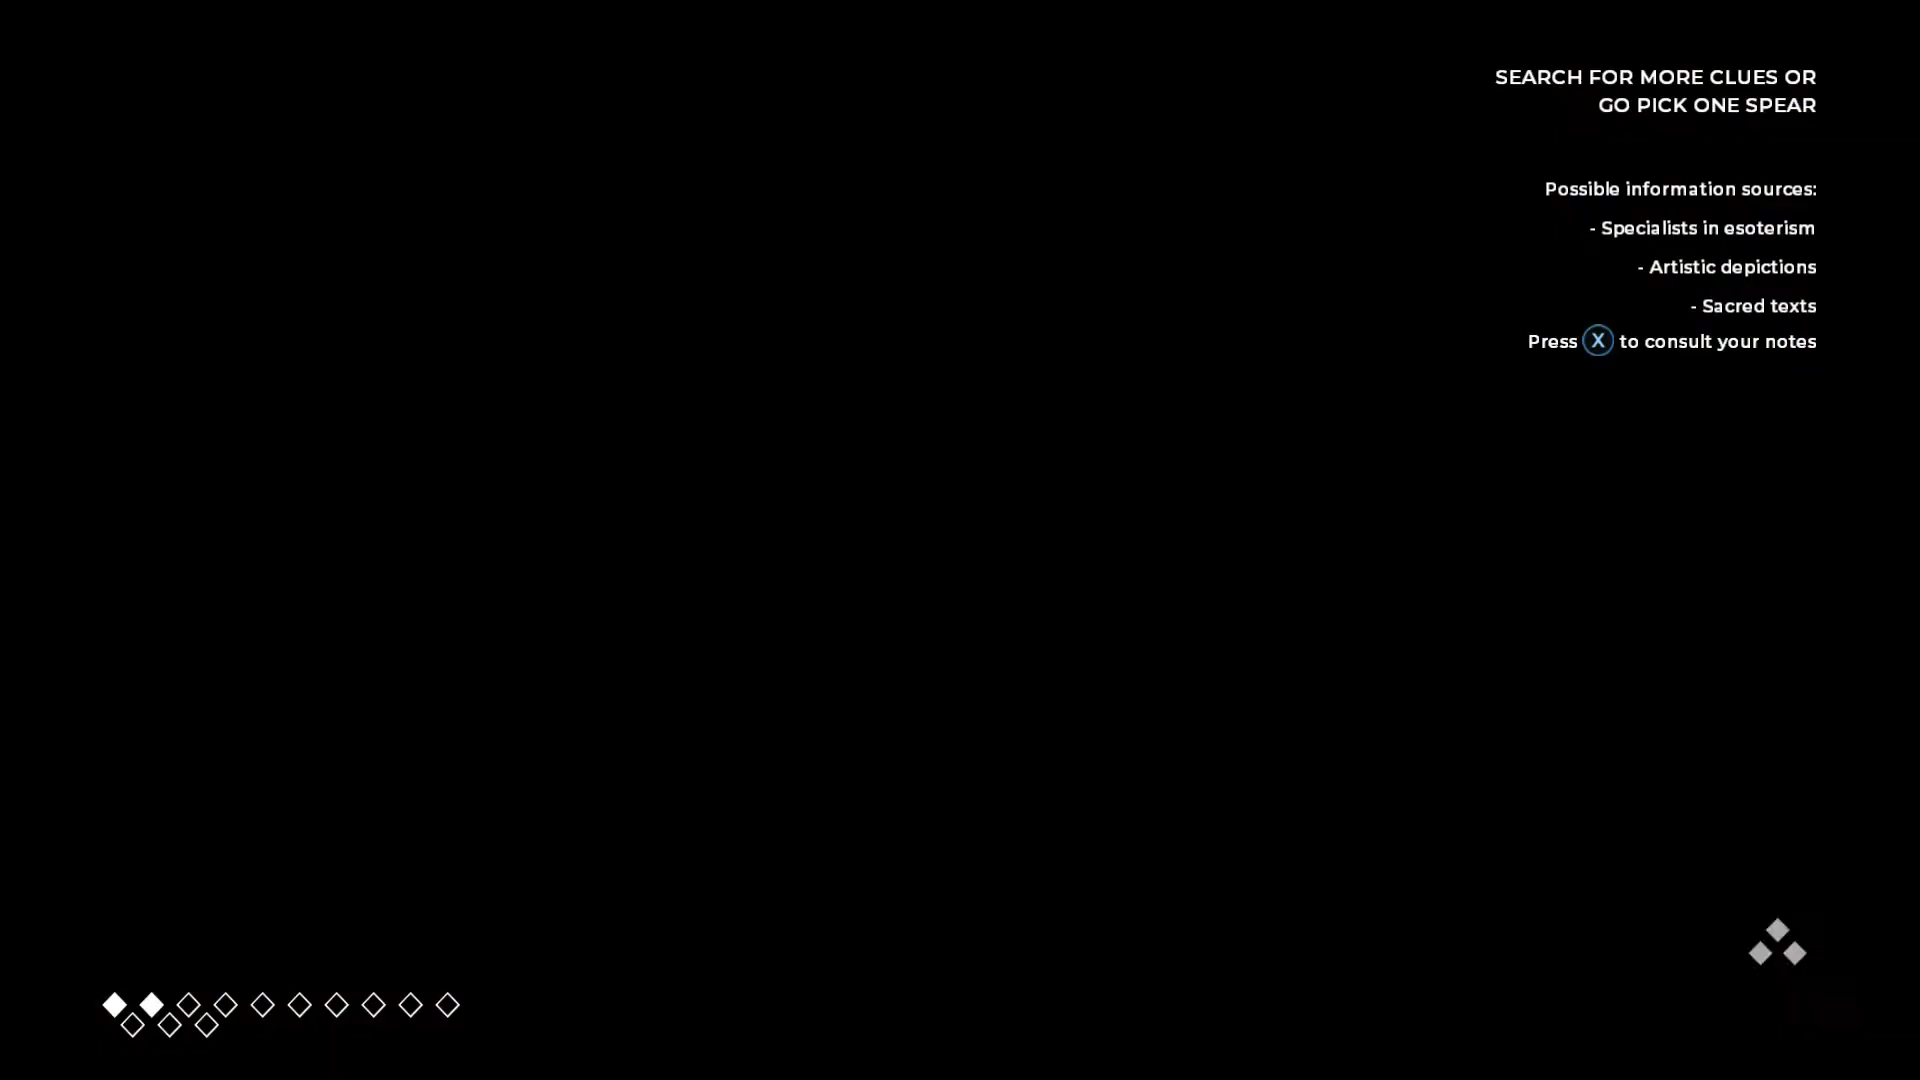 SEARCH FOR MORE CLUES OR
GO PICK ONE SPEAR
Possible information sources:
- Specialists in esoterism
- Artistic depictions
- Sacred texts
Press X to consult your notes